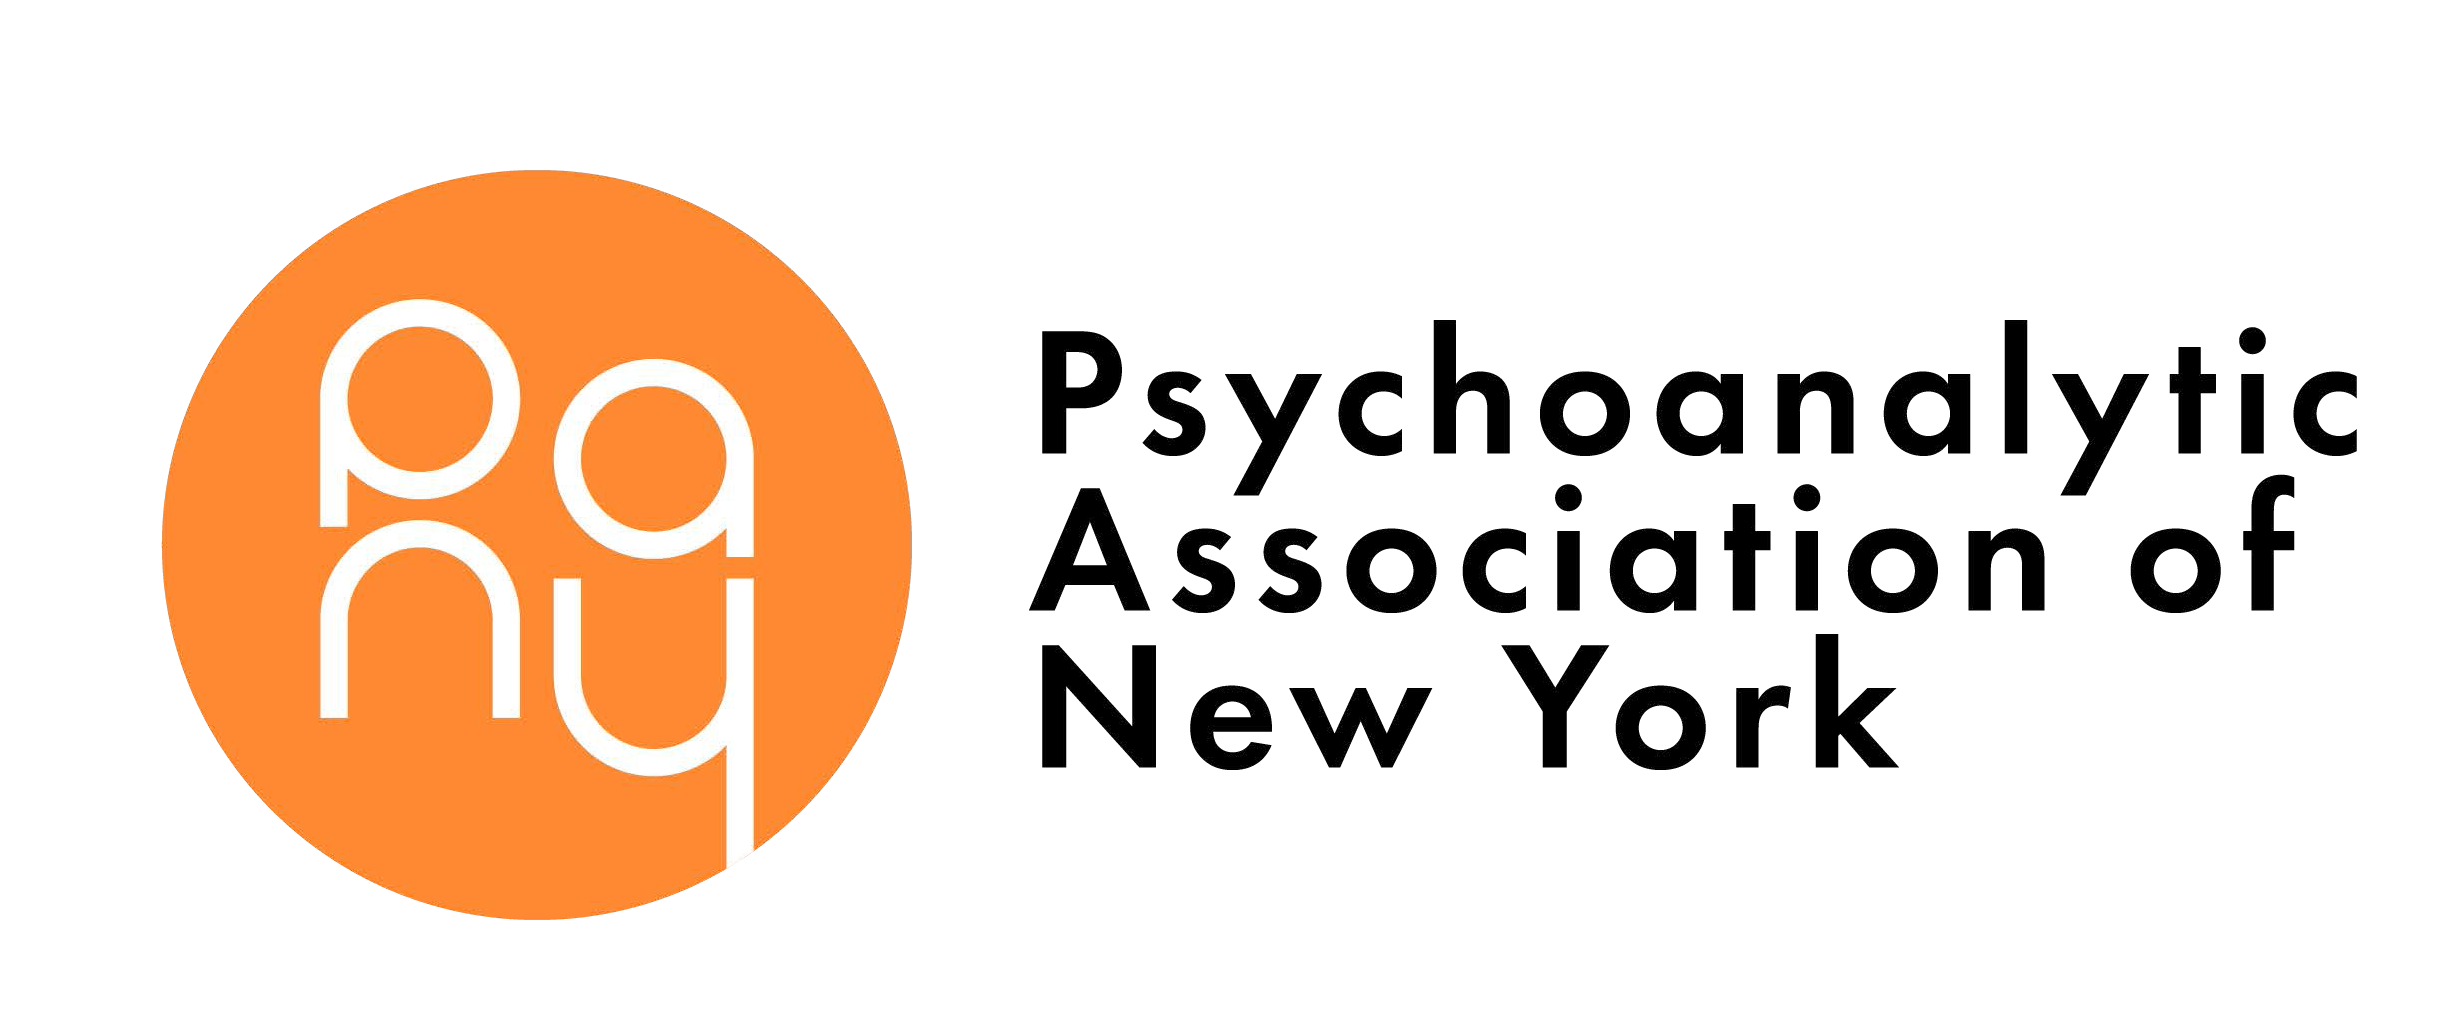 pa
ny
Psychoanalytic
Association of
New York